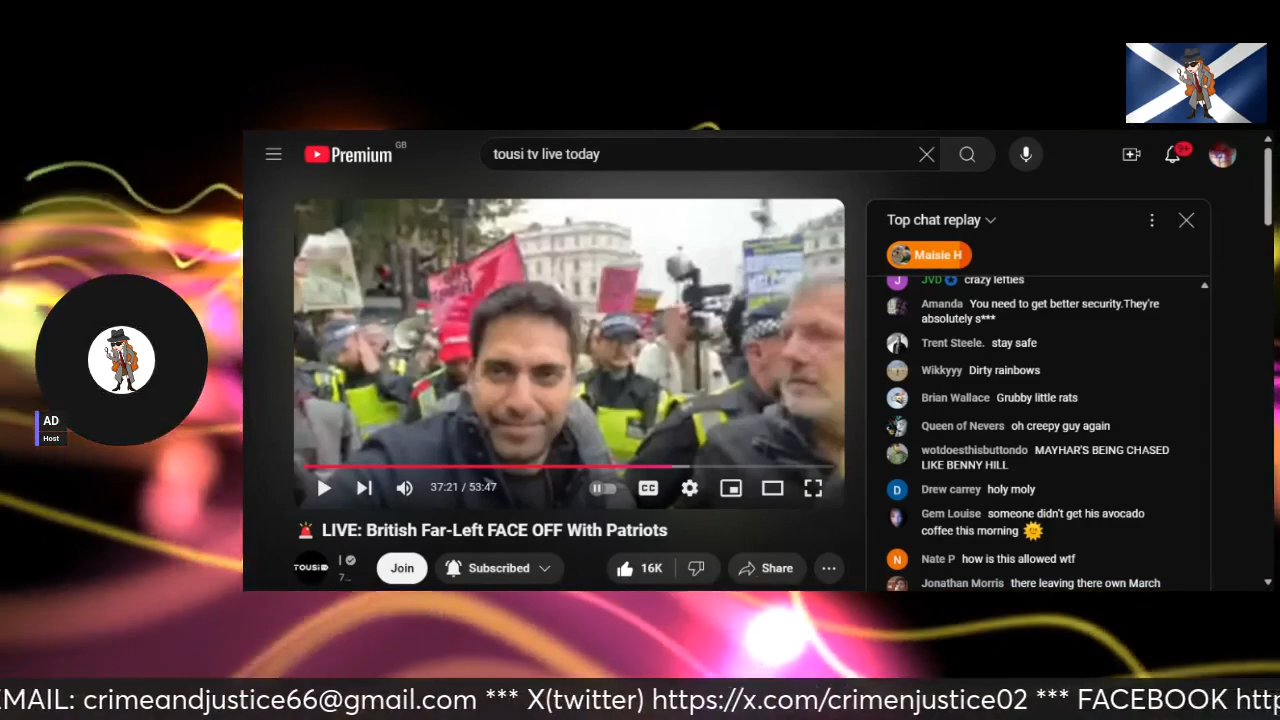 GB
Premium
tousi tv live today
9+
Top chat replay
Maisie H
JVD crazy lefties
Amanda You need to get better security.They're
absolutely s***
Trent Steele. stay safe
Wikkyyy Dirty rainbows
Brian Wallace Grubby little rats
Queen of Nevers oh creepy guy again
wotdoesthisbuttondo MAYHAR'S BEING CHASED
LIKE BENNY HILL
Drew carrey holy moly
Gem Louise someone didn't get his avocado
coffee this morning
Nate P how is this allowed wtf
Jonathan Morris there leaving there own March
AD
Host
37:21 / 53:47
CC
LIVE: British Far-Left FACE OFF With Patriots
TOUSI
7...
Join
Subscribed
16K
Share
EMAIL: crimeandjustice66@gmail.com *** X(twitter) https://x.com/crimenjustice02 *** FACEBOOK http